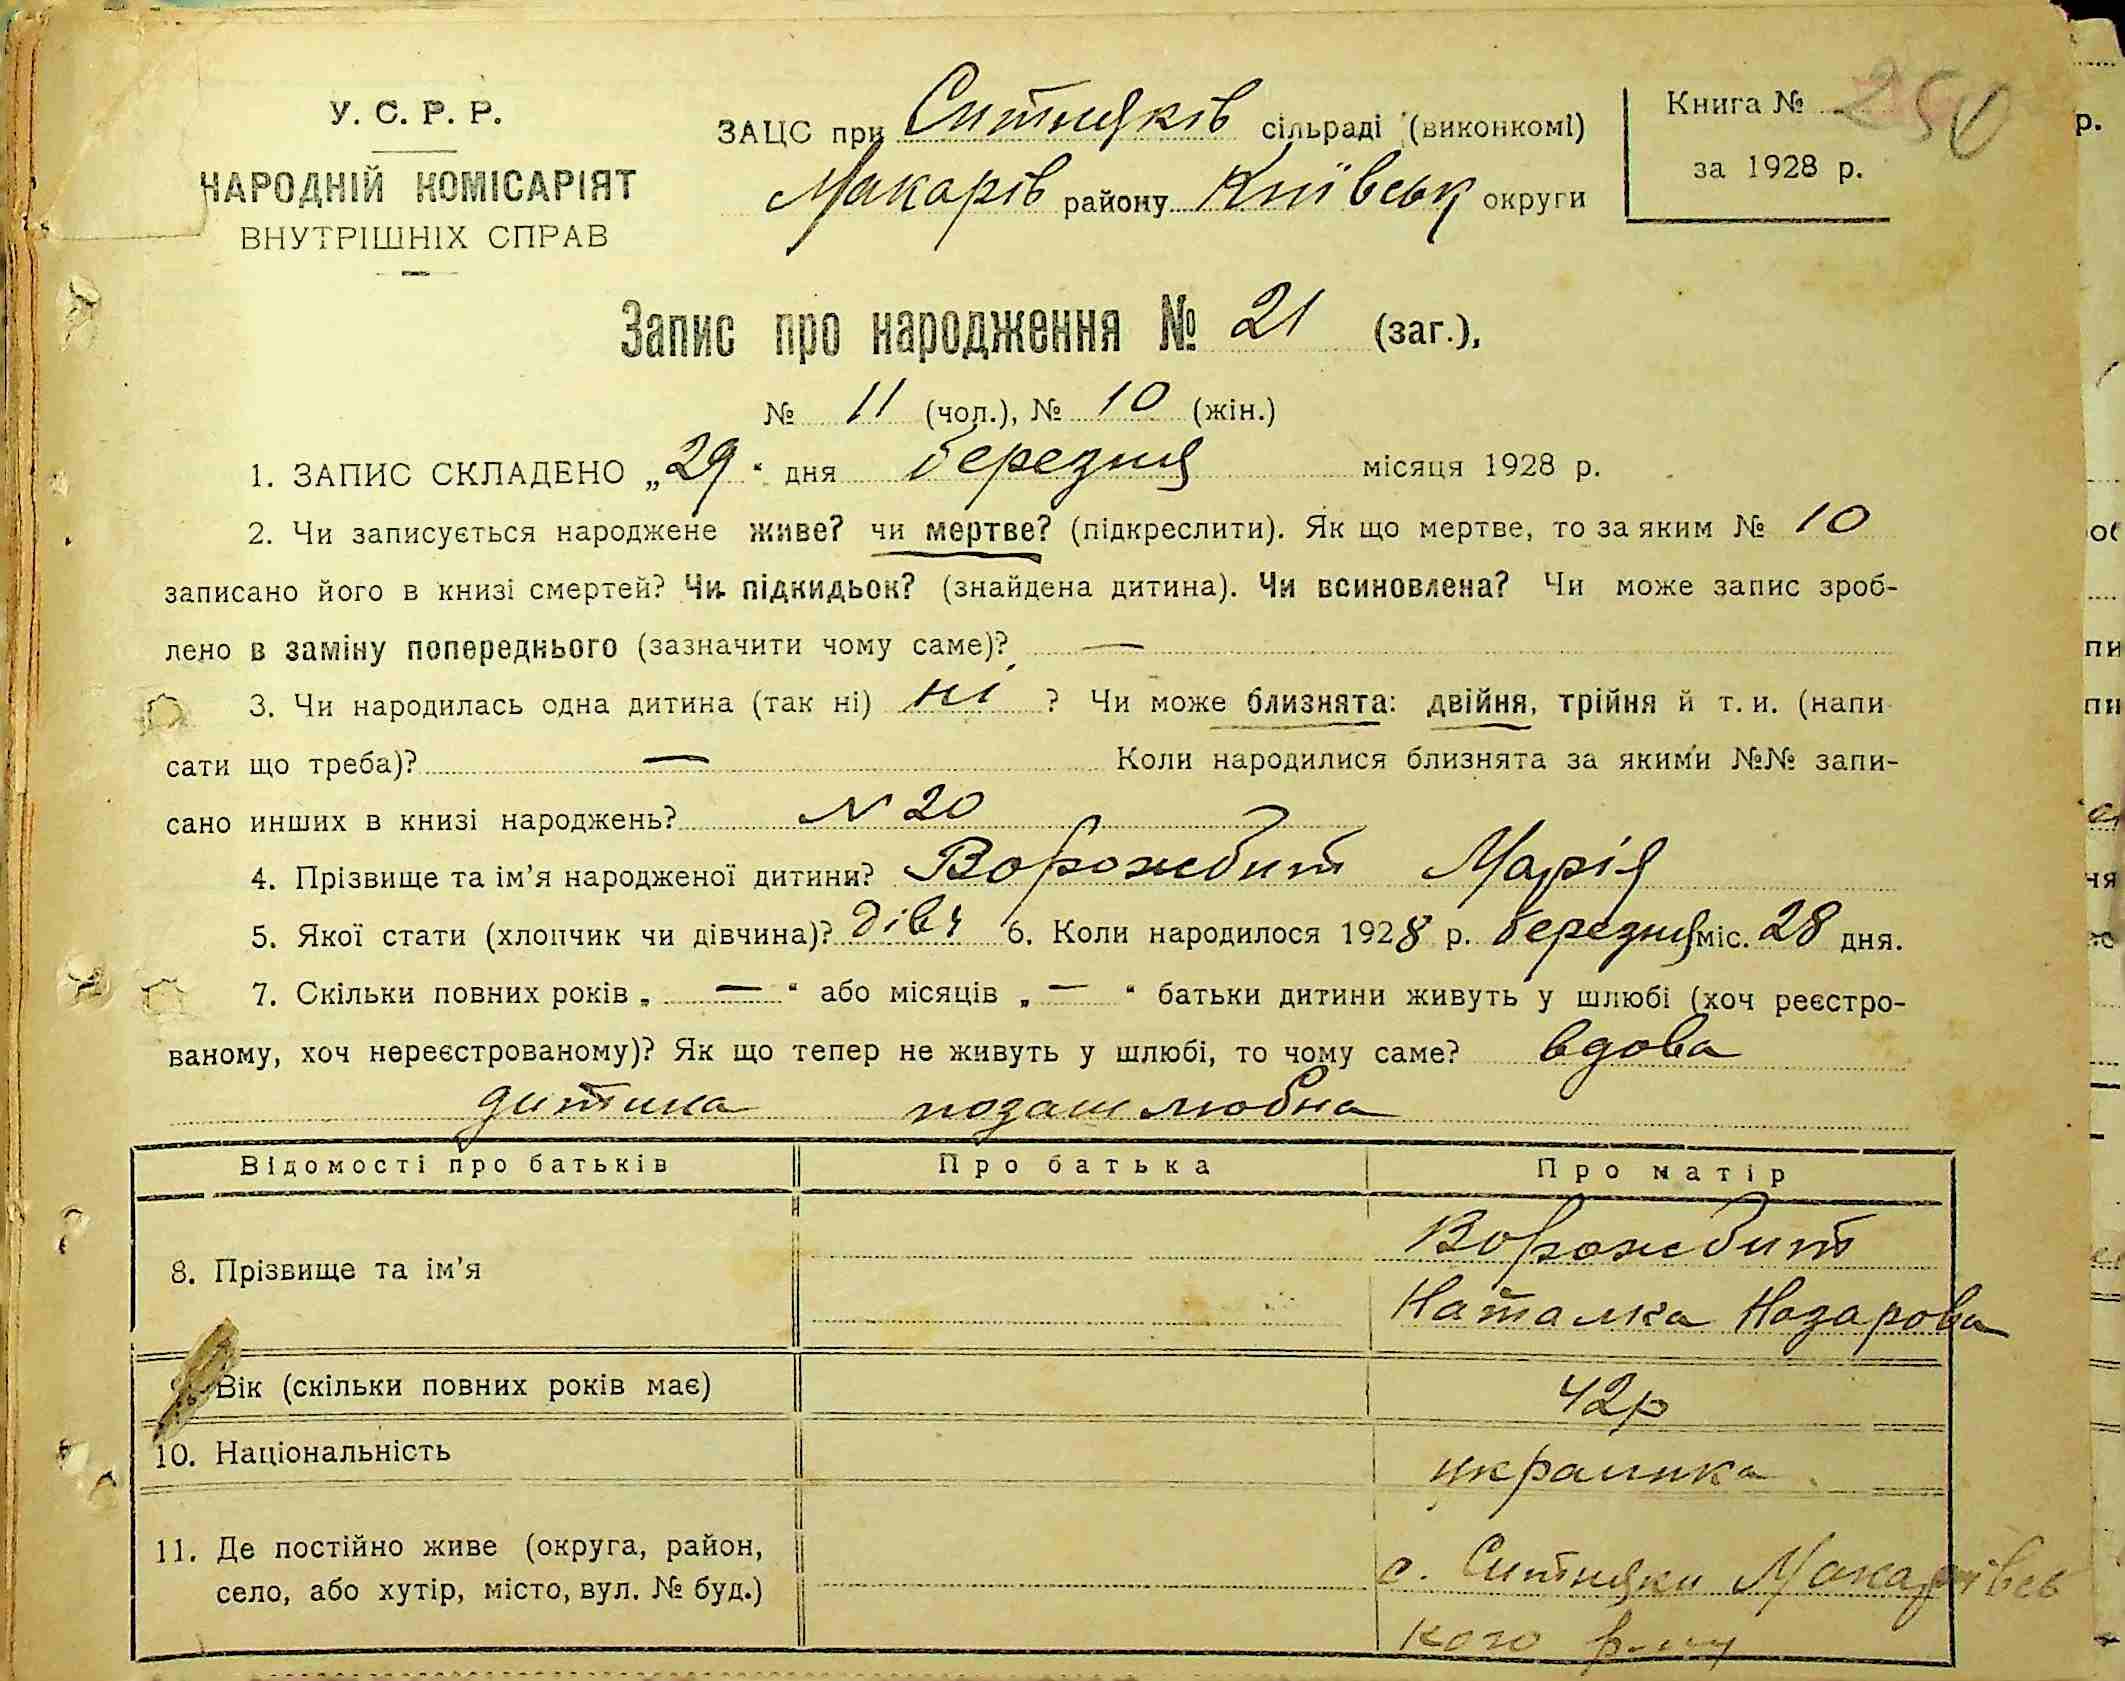 У. С. Р. Р.
НАРОДНІЙ КОМІСАРІЯТ
ВНУТРІШНІХ СПРАВ
ЗАЦС при Ситняків сільраді (виконкомі)
Макарів району Київськ округи
Книга № 250
за 1928 р.
Запис про народження № 21 (заг.),
№ 11 (чол.), № 10 (жін.)
1. ЗАПИС СКЛАДЕНО „29“ дня березня місяця 1928 р.
2. Чи записується народжене живе? чи мертве? (підкреслити). Як що мертве, то за яким № 10
записано його в книзі смертей? Чи підкидьок? (знайдена дитина). Чи всиновлена? Чи може запис зроб-
лено в заміну попереднього (зазначити чому саме)? —
3. Чи народилась одна дитина (так ні) ні ? Чи може близнята: двійня, трійня й т. и. (напи
сати що треба)? — Коли народилися близнята за якими №№ запи-
сано инших в книзі народжень? N 20
4. Прізвище та ім’я народженої дитини? Ворожбит Марія
5. Якої стати (хлопчик чи дівчина)? дівч 6. Коли народилося 1928 р. березня міс. 28 дня.
7. Скільки повних років „ — “ або місяців „ — “ батьки дитини живуть у шлюбі (хоч реєстро-
ваному, хоч нереєстрованому)? Як що тепер не живуть у шлюбі, то чому саме? вдова
дитина позашлюбна
Відомості про батьків Про батька Про матір
8. Прізвище та ім’я Ворожбит
Наталка Назарова
Вік (скільки повних років має) 42р
10. Національність украинка
11. Де постійно живе (округа, район,
село, або хутір, місто, вул. № буд.)
с. Ситняки Макарівсь
кого р-ну